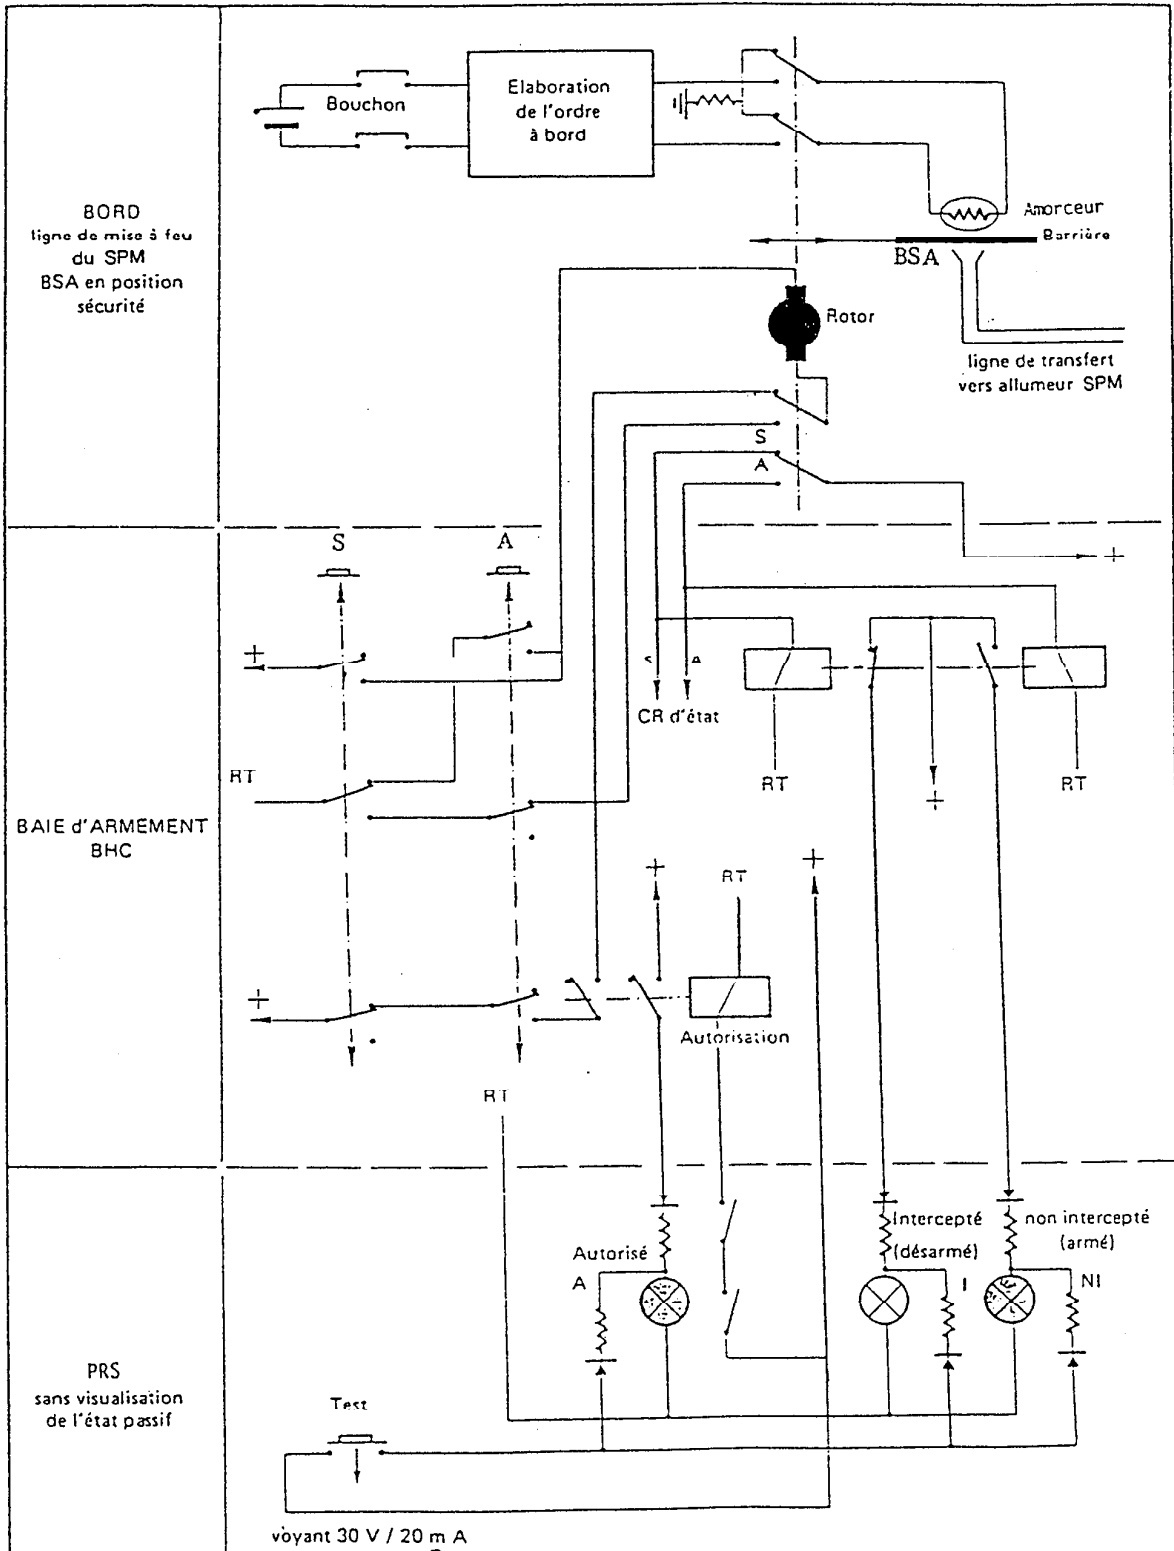 Bouchon
Elaboration
de l'ordre
à bord
BORD
ligne de mise à feu
du SPM
BSA en position
sécurité
Amorceur
Barrière
BSA
Rotor
ligne de transfert
vers allumeur SPM
S
A
S
A
+
+
S
A
CR d'état
RT
RT
+
RT
BAIE d'ARMEMENT
BHC
+
RT
+
+
Autorisation
RT
Intercepté
(désarmé)
non intercepté
(armé)
Autorisé
A
I
NI
PRS
sans visualisation
de l'état passif
Test
voyant 30 V / 20 m A